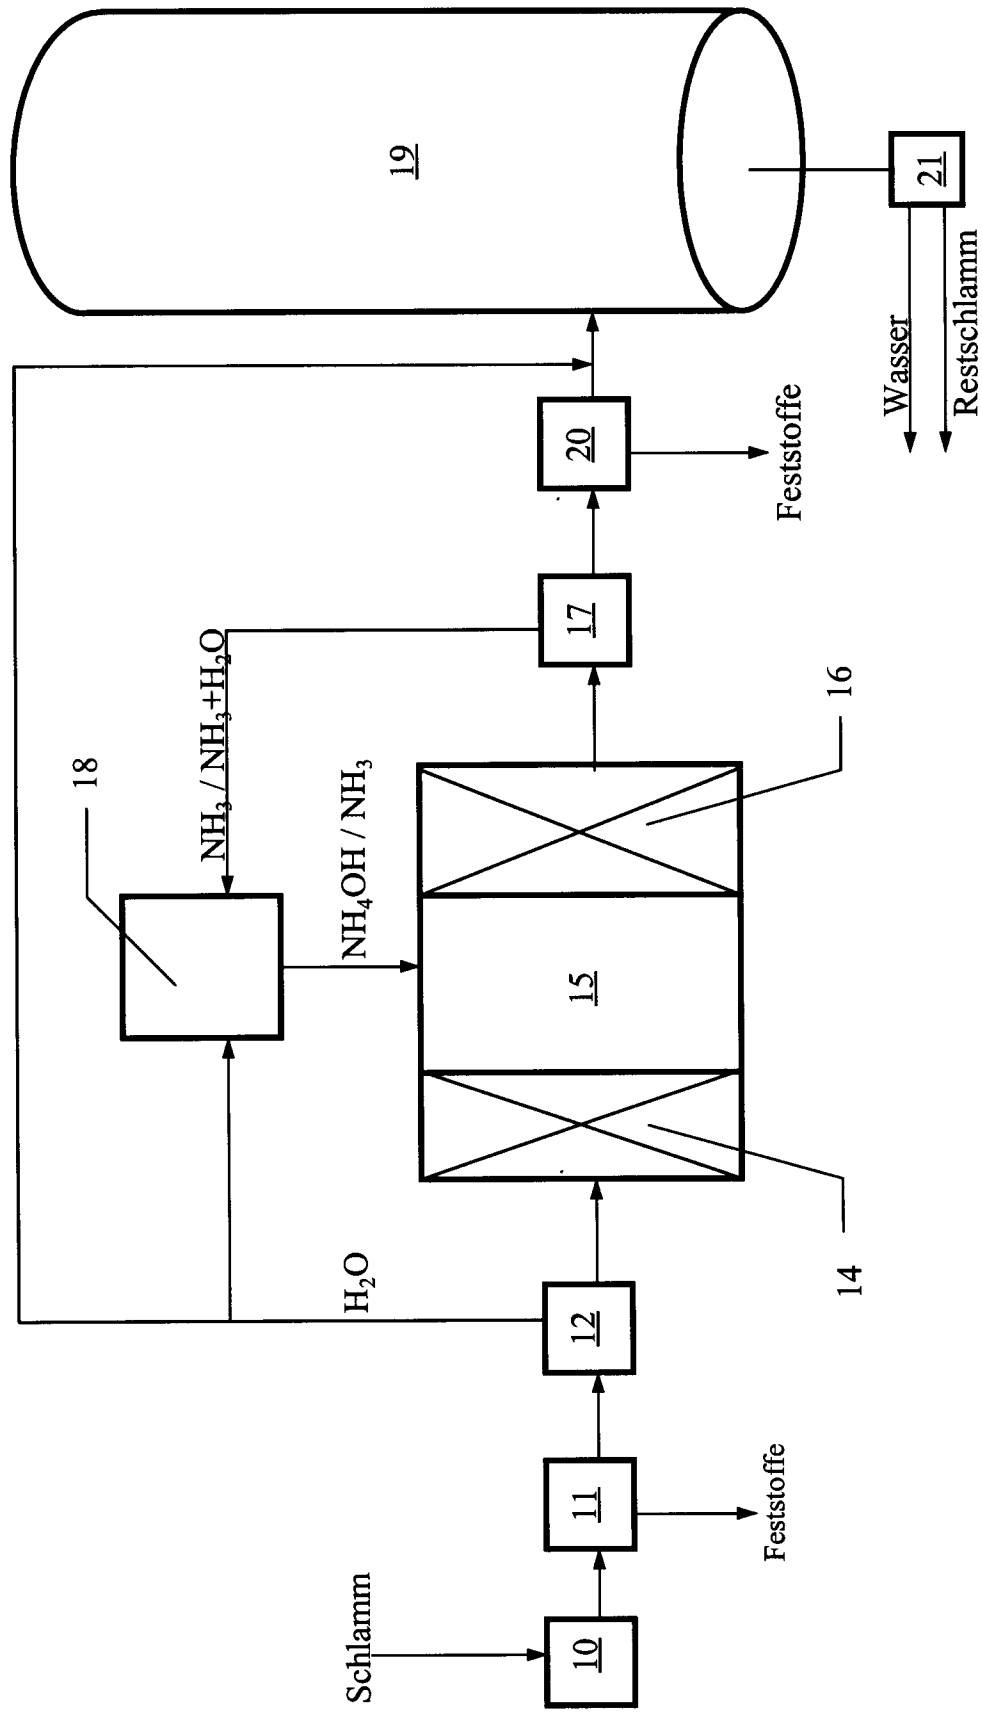 Schlamm
10
11
Feststoffe
12
H₂O
14
15
16
18
NH₄OH / NH₃
NH₃ / NH₃+H₂O
17
20
Feststoffe
19
21
Wasser
Restschlamm